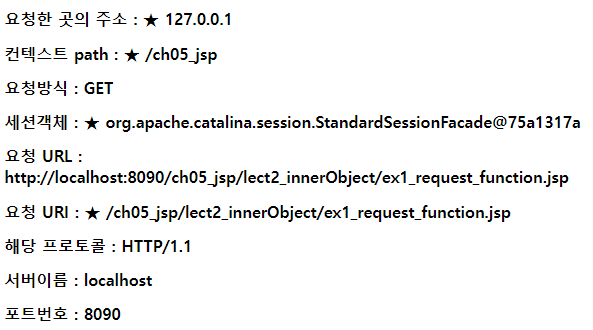 요청한 곳의 주소 : ★ 127.0.0.1
컨텍스트 path : ★ /ch05_jsp
요청방식 : GET
세션객체 : ★ org.apache.catalina.session.StandardSessionFacade@75a1317a
요청 URL :
http://localhost:8090/ch05_jsp/lect2_innerObject/ex1_request_function.jsp
요청 URI : ★ /ch05_jsp/lect2_innerObject/ex1_request_function.jsp
해당 프로토콜 : HTTP/1.1
서버이름 : localhost
포트번호 : 8090